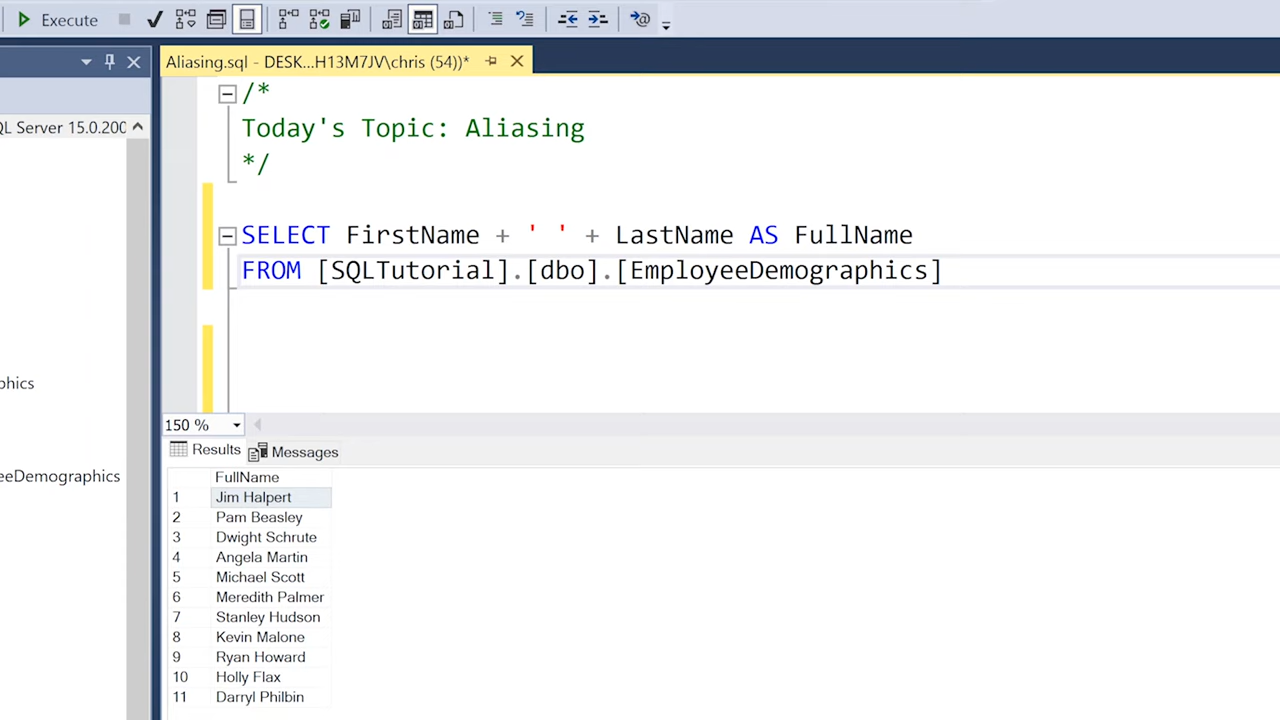 Execute
Aliasing.sql - DESK...H13M7JV\chris (54))*
/*
Today's Topic: Aliasing
*/
QL Server 15.0.200
SELECT FirstName + ' ' + LastName AS FullName
FROM [SQLTutorial].[dbo].[EmployeeDemographics]
phics
eeDemographics
150 %
Results
Messages
FullName
1 Jim Halpert
2 Pam Beasley
3 Dwight Schrute
4 Angela Martin
5 Michael Scott
6 Meredith Palmer
7 Stanley Hudson
8 Kevin Malone
9 Ryan Howard
10 Holly Flax
11 Darryl Philbin